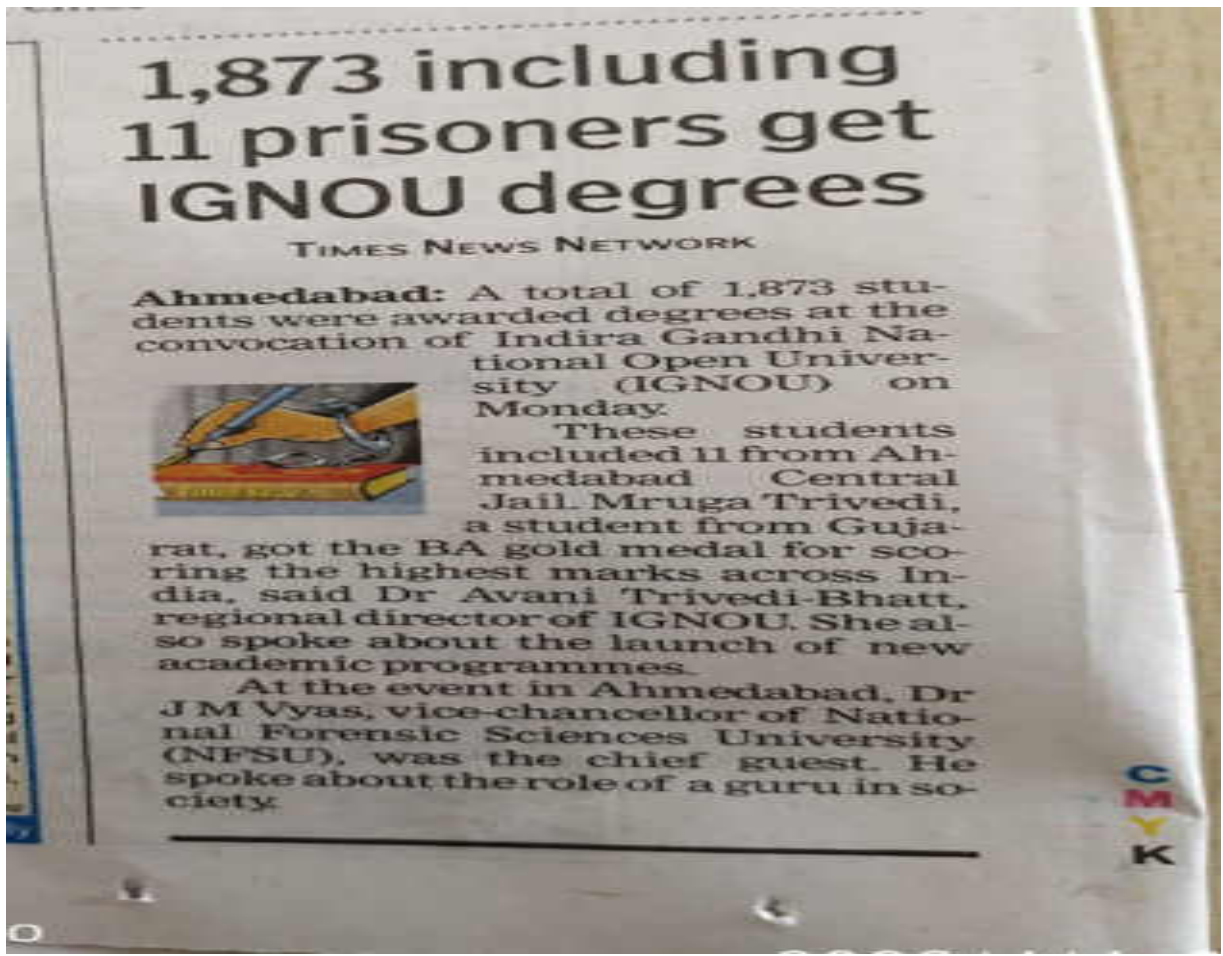 1,873 including
11 prisoners get
IGNOU degrees
TIMES NEWS NETWORK
Ahmedabad: A total of 1,873 stu-
dents were awarded degrees at the
convocation of Indira Gandhi Na-
tional Open Univer-
sity (IGNOU) on
Monday.
These students
included 11 from Ah-
medabad Central
Jail. Mruga Trivedi,
a student from Guja-
rat, got the BA gold medal for sco-
ring the highest marks across In-
dia, said Dr Avani Trivedi-Bhatt,
regional director of IGNOU. She al-
so spoke about the launch of new
academic programmes.
At the event in Ahmedabad, Dr
J M Vyas, vice-chancellor of Natio-
nal Forensic Sciences University
(NFSU), was the chief guest. He
spoke about the role of a guru in so-
ciety.
C
M
Y
K